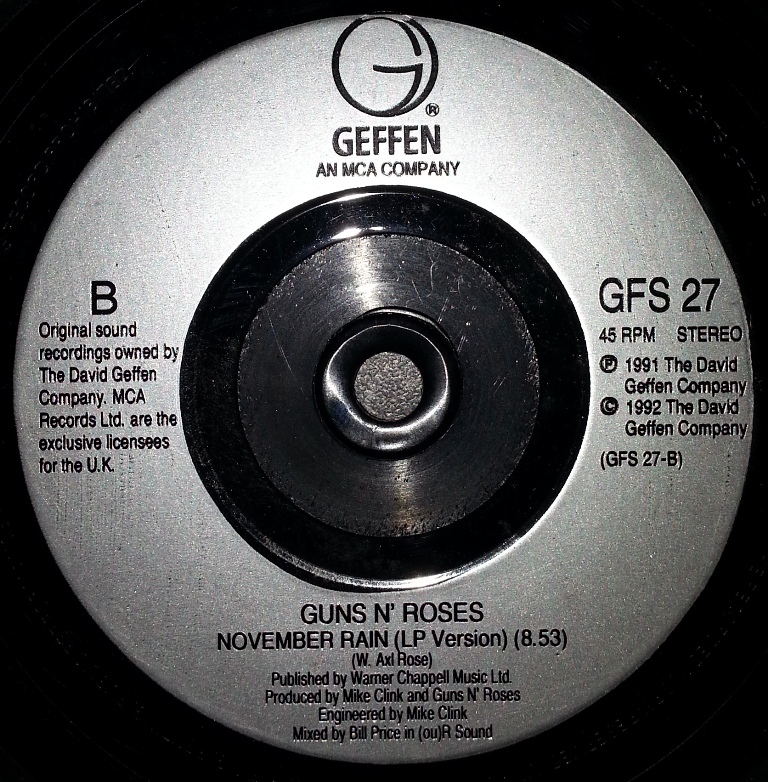 G®
GEFFEN
AN MCA COMPANY
B
Original sound
recordings owned by
The David Geffen
Company. MCA
Records Ltd. are the
exclusive licensees
for the U.K.
GFS 27
45 RPM STEREO
Ⓟ 1991 The David
Geffen Company
© 1992 The David
Geffen Company
(GFS 27-B)
GUNS N' ROSES
NOVEMBER RAIN (LP Version) (8.53)
(W. Axl Rose)
Published by Warner Chappell Music Ltd.
Produced by Mike Clink and Guns N' Roses
Engineered by Mike Clink
Mixed by Bill Price in (ou)R Sound